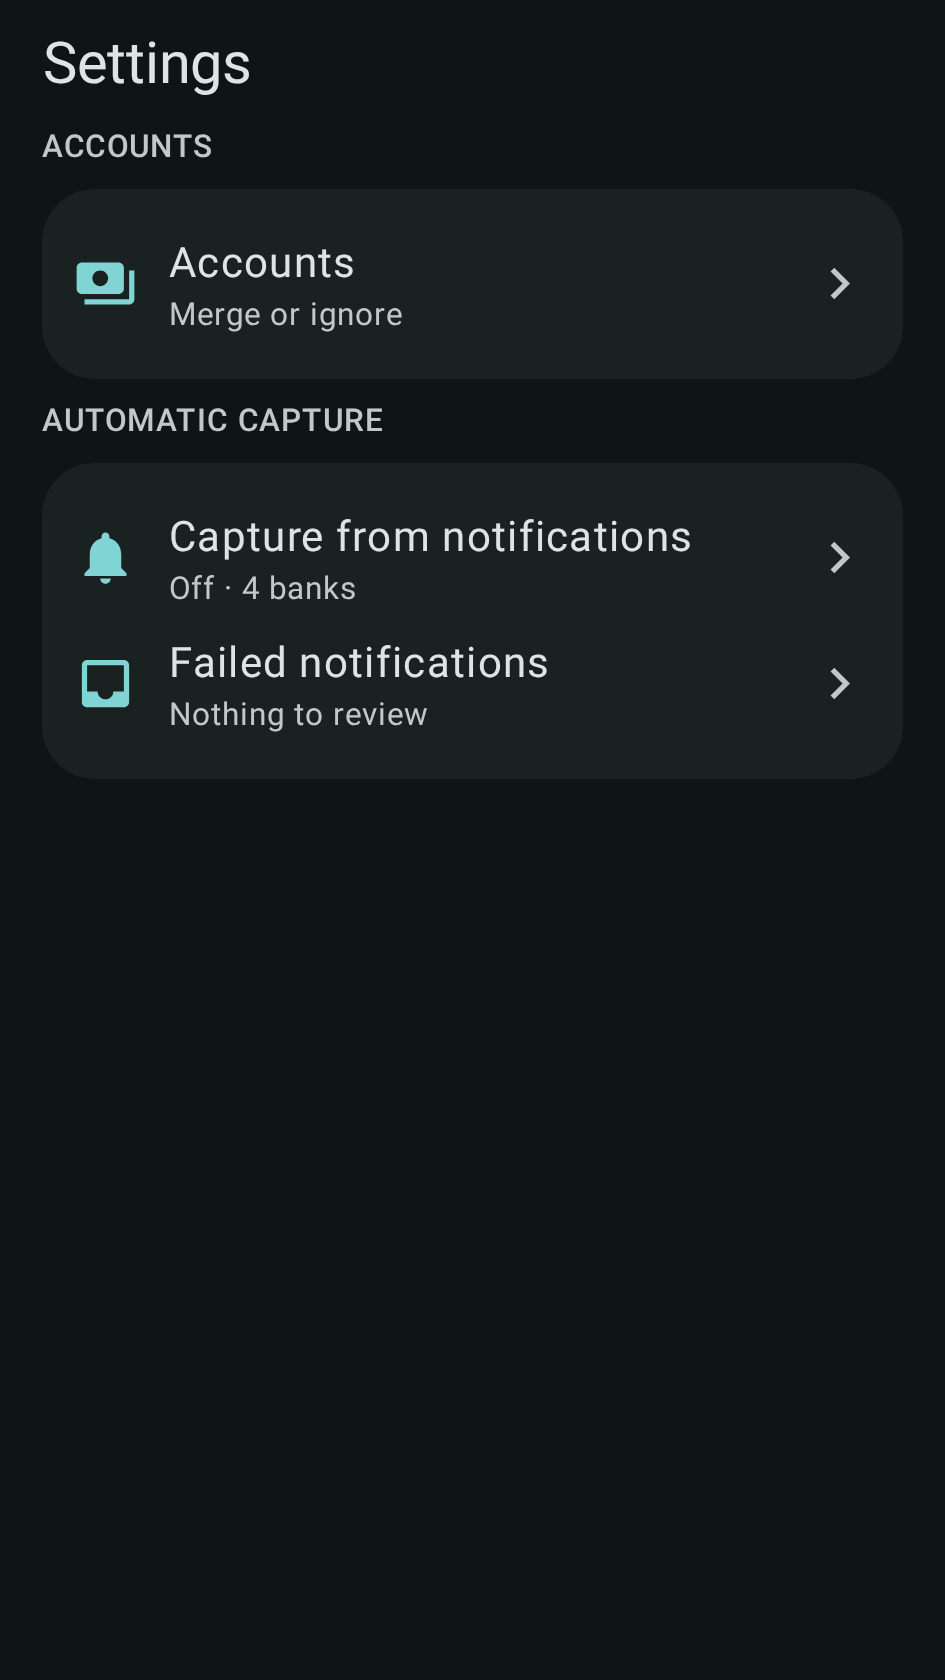 Settings
ACCOUNTS
Accounts
Merge or ignore
AUTOMATIC CAPTURE
Capture from notifications
Off · 4 banks
Failed notifications
Nothing to review